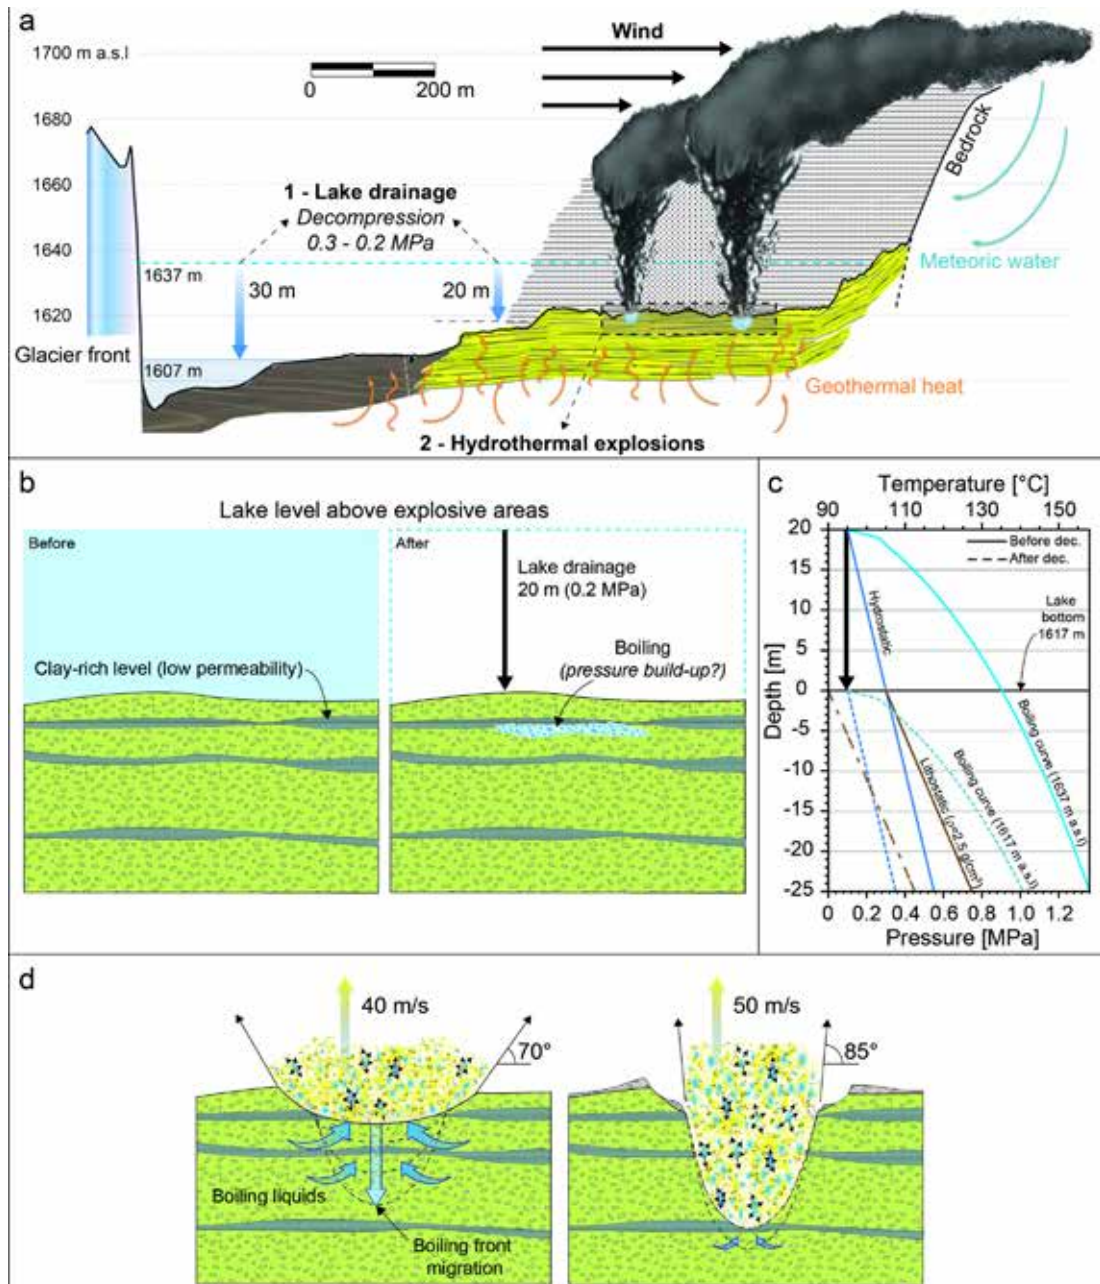 a
1700 m a.s.l
1680
1660
1640
1620
0 200 m
Wind
1 - Lake drainage
Decompression
0.3 - 0.2 MPa
1637 m
30 m
20 m
1607 m
Glacier front
Bedrock
Meteoric water
Geothermal heat
2 - Hydrothermal explosions
b
Lake level above explosive areas
Before
After
Lake drainage
20 m (0.2 MPa)
Clay-rich level (low permeability)
Boiling
(pressure build-up?)
c
Temperature [°C]
90 110 130 150
Before dec.
After dec.
20
15
10
5
0
-5
-10
-15
-20
-25
Depth [m]
Hydrostatic
Lake
bottom
1617 m
Boiling curve (1637 m a.s.l)
Boiling curve (1617 m a.s.l)
Lithostatic (ρ=2.5 g/cm³)
0 0.2 0.4 0.6 0.8 1.0 1.2
Pressure [MPa]
d
40 m/s
70°
Boiling liquids
Boiling front
migration
50 m/s
85°